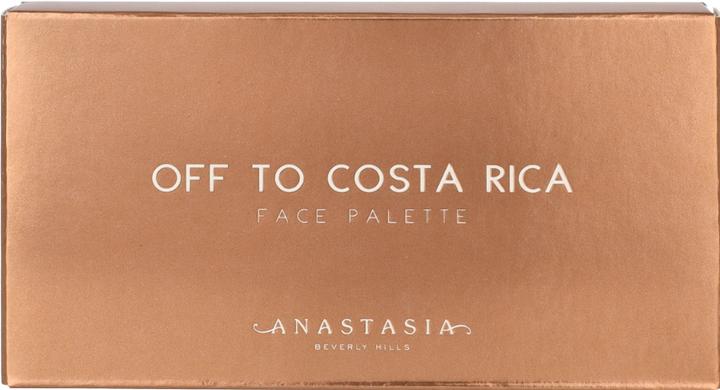 OFF TO COSTA RICA
FACE PALETTE
ANASTASIA
BEVERLY HILLS